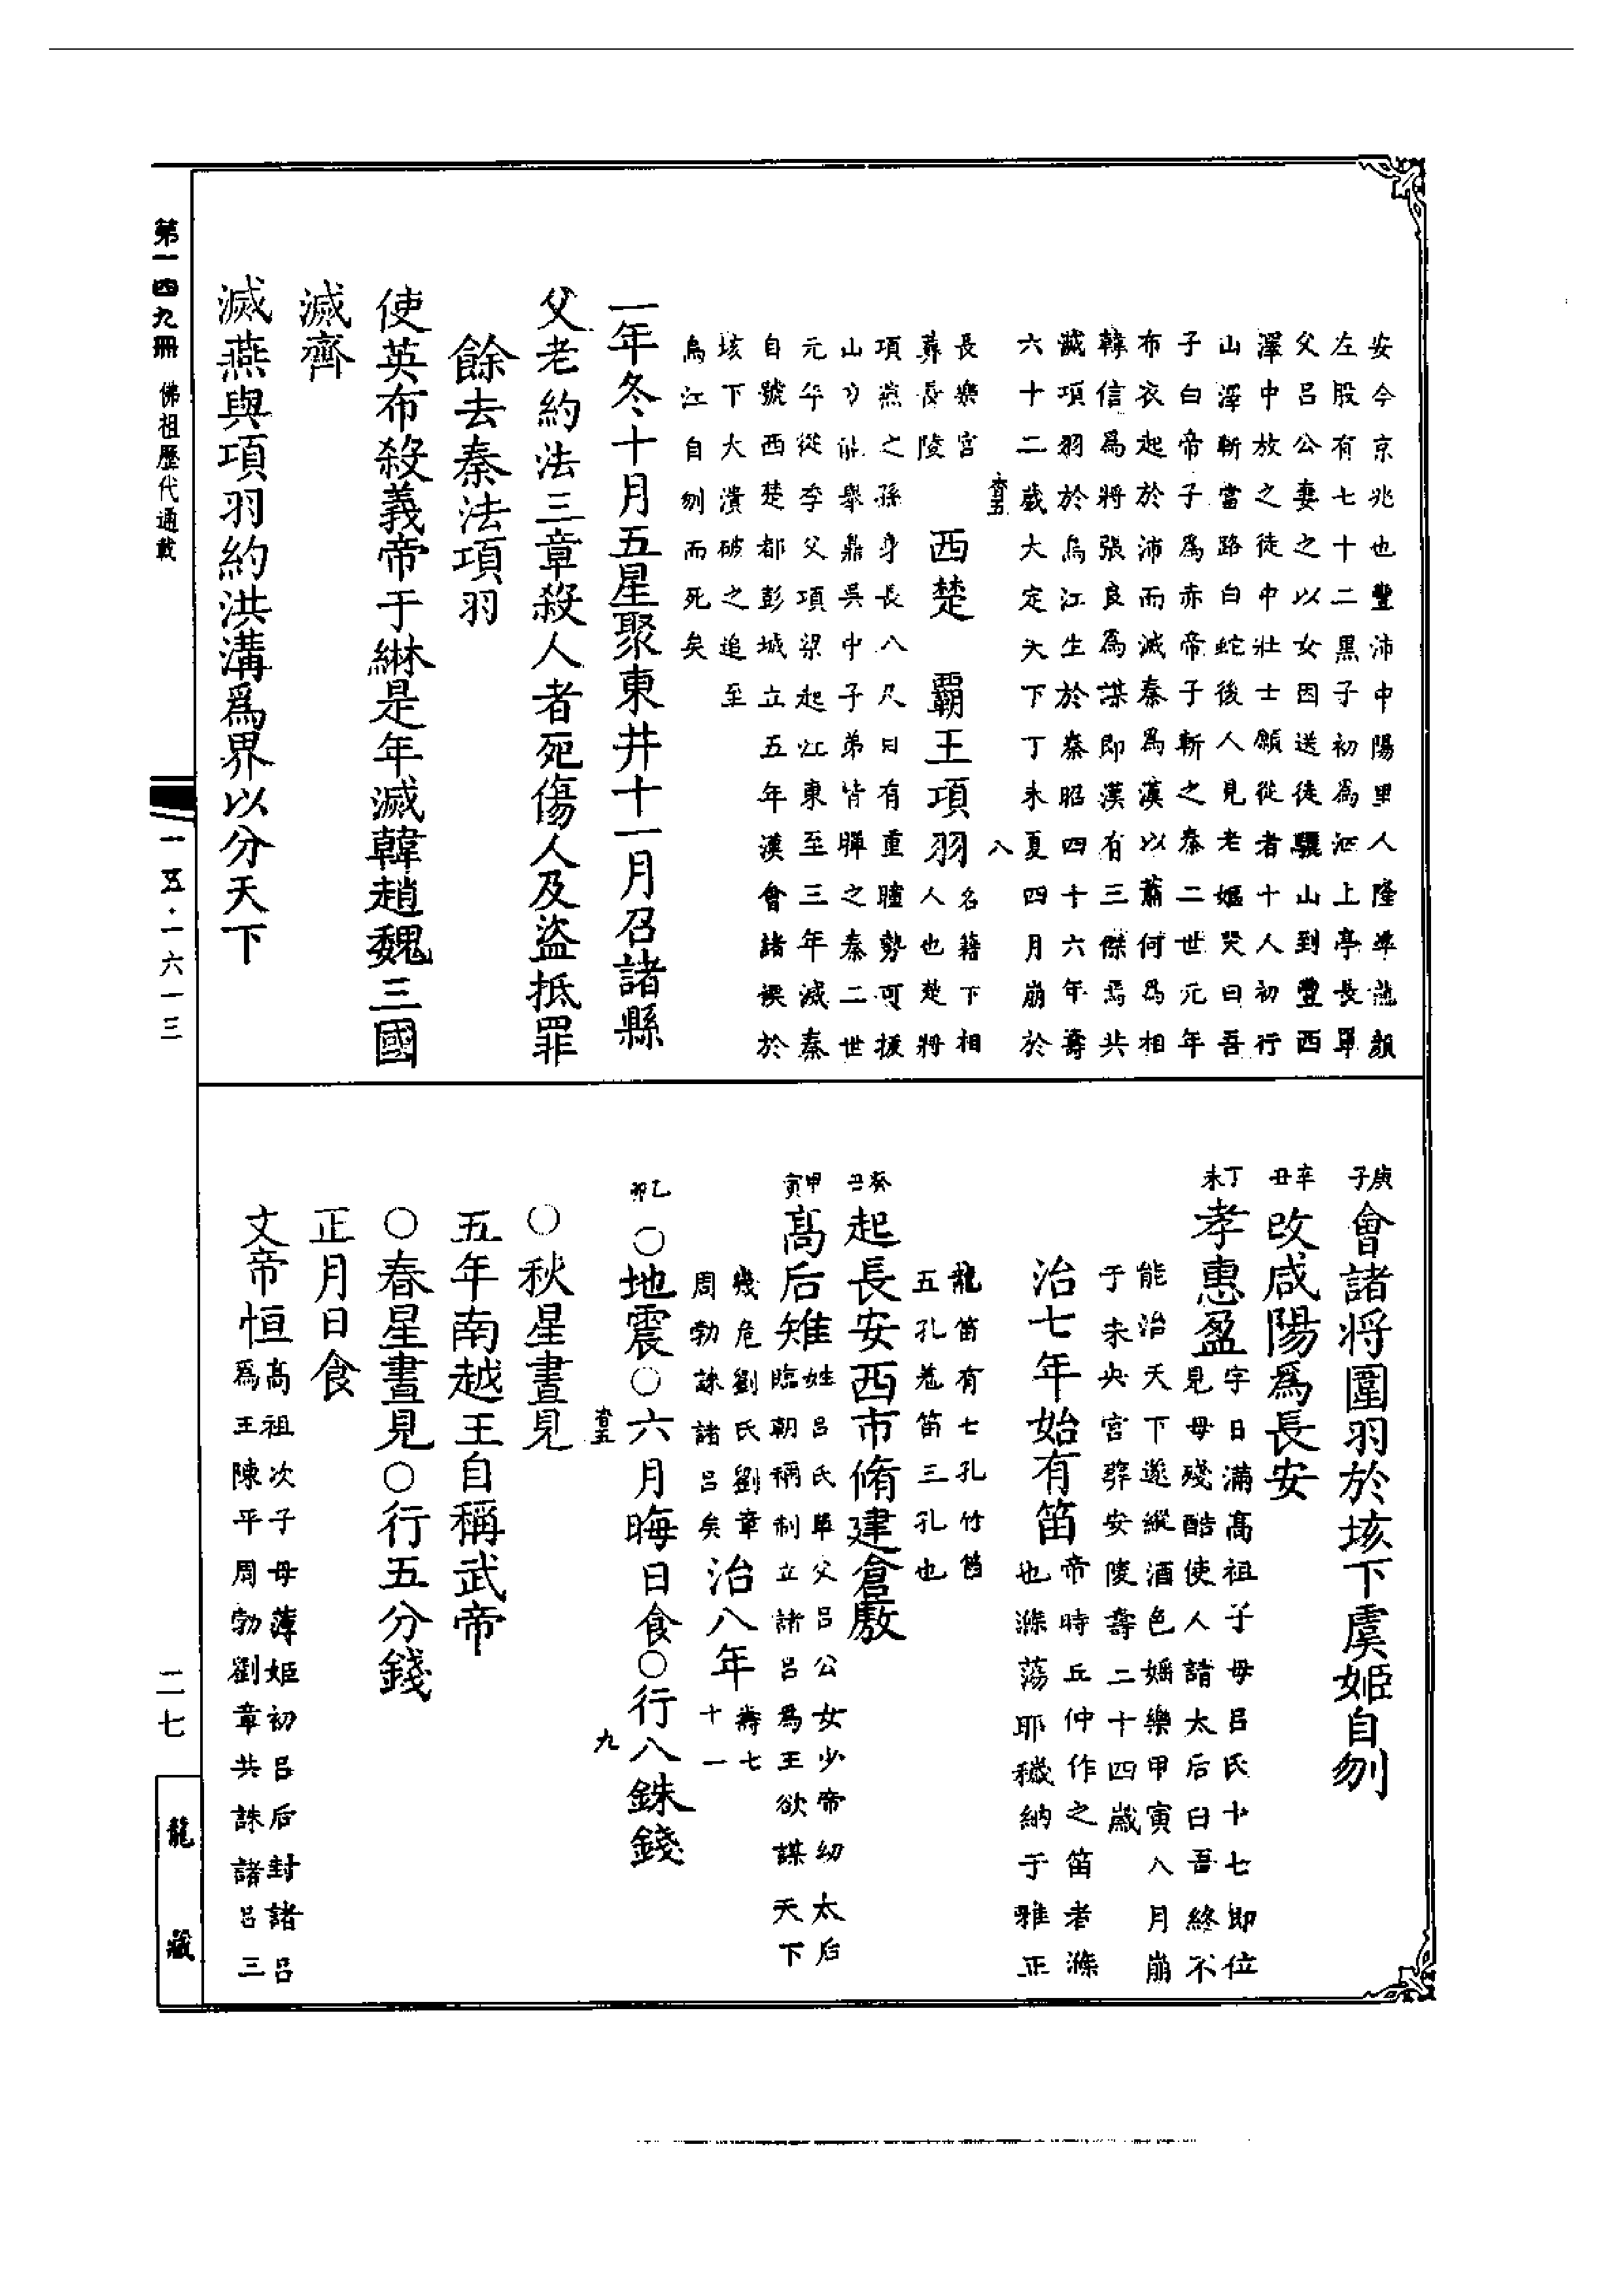 安今京兆也豐沛中陽里人隆準龍顏
左股有七十二黑子初爲泗上亭長單
父呂公妻之以女因送徒驪山到豐西
澤中放之徒中壯士願從者十人初行
山澤斬當路白蛇後人見老嫗哭曰吾
子白帝子爲赤帝子斬之秦二世元年
布衣起於沛而滅秦爲漢以蕭何爲相
韓信爲將張良爲謀即漢有三傑焉共
滅項羽於烏江生於秦昭四十六年壽
六十二歲大定天下丁未夏四月崩於
八
長樂宮
葬長陵
西楚 覇王項羽
名籍下相
人也楚將
項燕之孫身長八尺目有重瞳勢可拔
山力能舉鼎吳中子弟皆憚之秦二世
元年從季父項梁起江東至三年滅秦
自號西楚都彭城立五年漢會諸侯於
垓下大潰破之追至
烏江自刎而死矣
一年冬十月五星聚東井十一月召諸縣
父老約法三章殺人者死傷人及盜抵罪
餘去秦法項羽
使英布殺義帝于綝是年滅韓趙魏三國
滅齊
滅燕與項羽約洪溝爲界以分天下
第一四九冊 佛祖歷代通載
一五·一六一三
庚子
會諸將圍羽於垓下虞姬自刎
辛丑
改咸陽爲長安
丁未
孝惠盈
字日滿高祖子母呂氏十七即位
見母殘酷使人請太后曰吾終不
能治天下遂縱酒色婬樂甲寅八月崩
于未央宮葬安陵壽二十四歲
治七年始有笛
帝時丘仲作之笛者滌
也滌蕩耶穢納于雅正
龍笛有七孔竹笛
五孔羌笛三孔也
癸丑
起長安西市脩建倉廒
甲寅
高后雉
姓呂氏單父呂公女少帝幼太后
臨朝稱制立諸呂爲王欲謀天下
幾危劉氏劉章
周勃誅諸呂矣
治八年
壽七
十一
乙卯
○地震○六月晦日食○行八銖錢
九
○秋星晝見
五年南越王自稱武帝
○春星晝見○行五分錢
正月日食
文帝恒
高祖次子母薄姬初呂后封諸呂
爲王陳平周勃劉章共誅諸呂三
二七
龍藏